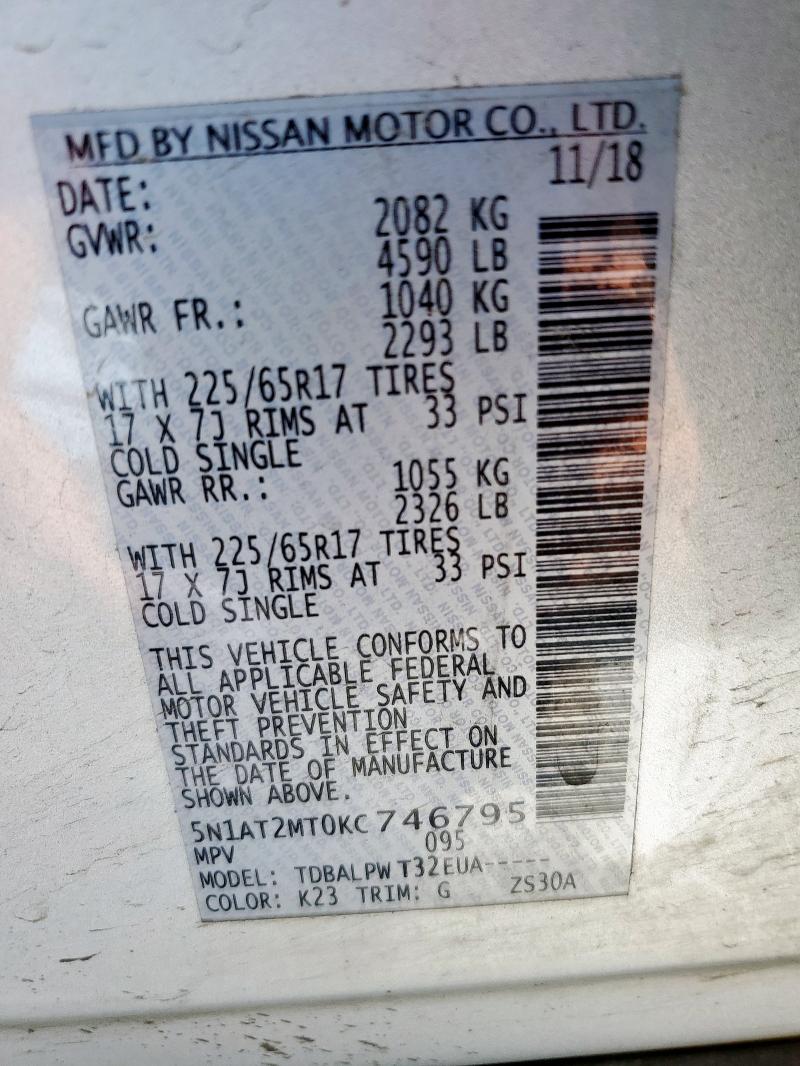 MFD BY NISSAN MOTOR CO., LTD.
DATE: 11/18
GVWR: 2082 KG
4590 LB
GAWR FR.: 1040 KG
2293 LB
WITH 225/65R17 TIRES
17 X 7J RIMS AT 33 PSI
COLD SINGLE
GAWR RR.: 1055 KG
2326 LB
WITH 225/65R17 TIRES
17 X 7J RIMS AT 33 PSI
COLD SINGLE
THIS VEHICLE CONFORMS TO
ALL APPLICABLE FEDERAL
MOTOR VEHICLE SAFETY AND
THEFT PREVENTION
STANDARDS IN EFFECT ON
THE DATE OF MANUFACTURE
SHOWN ABOVE.
5N1AT2MT0KC746795
MPV 095
MODEL: TDBALPW T32EUA-----
COLOR: K23 TRIM: G ZS30A